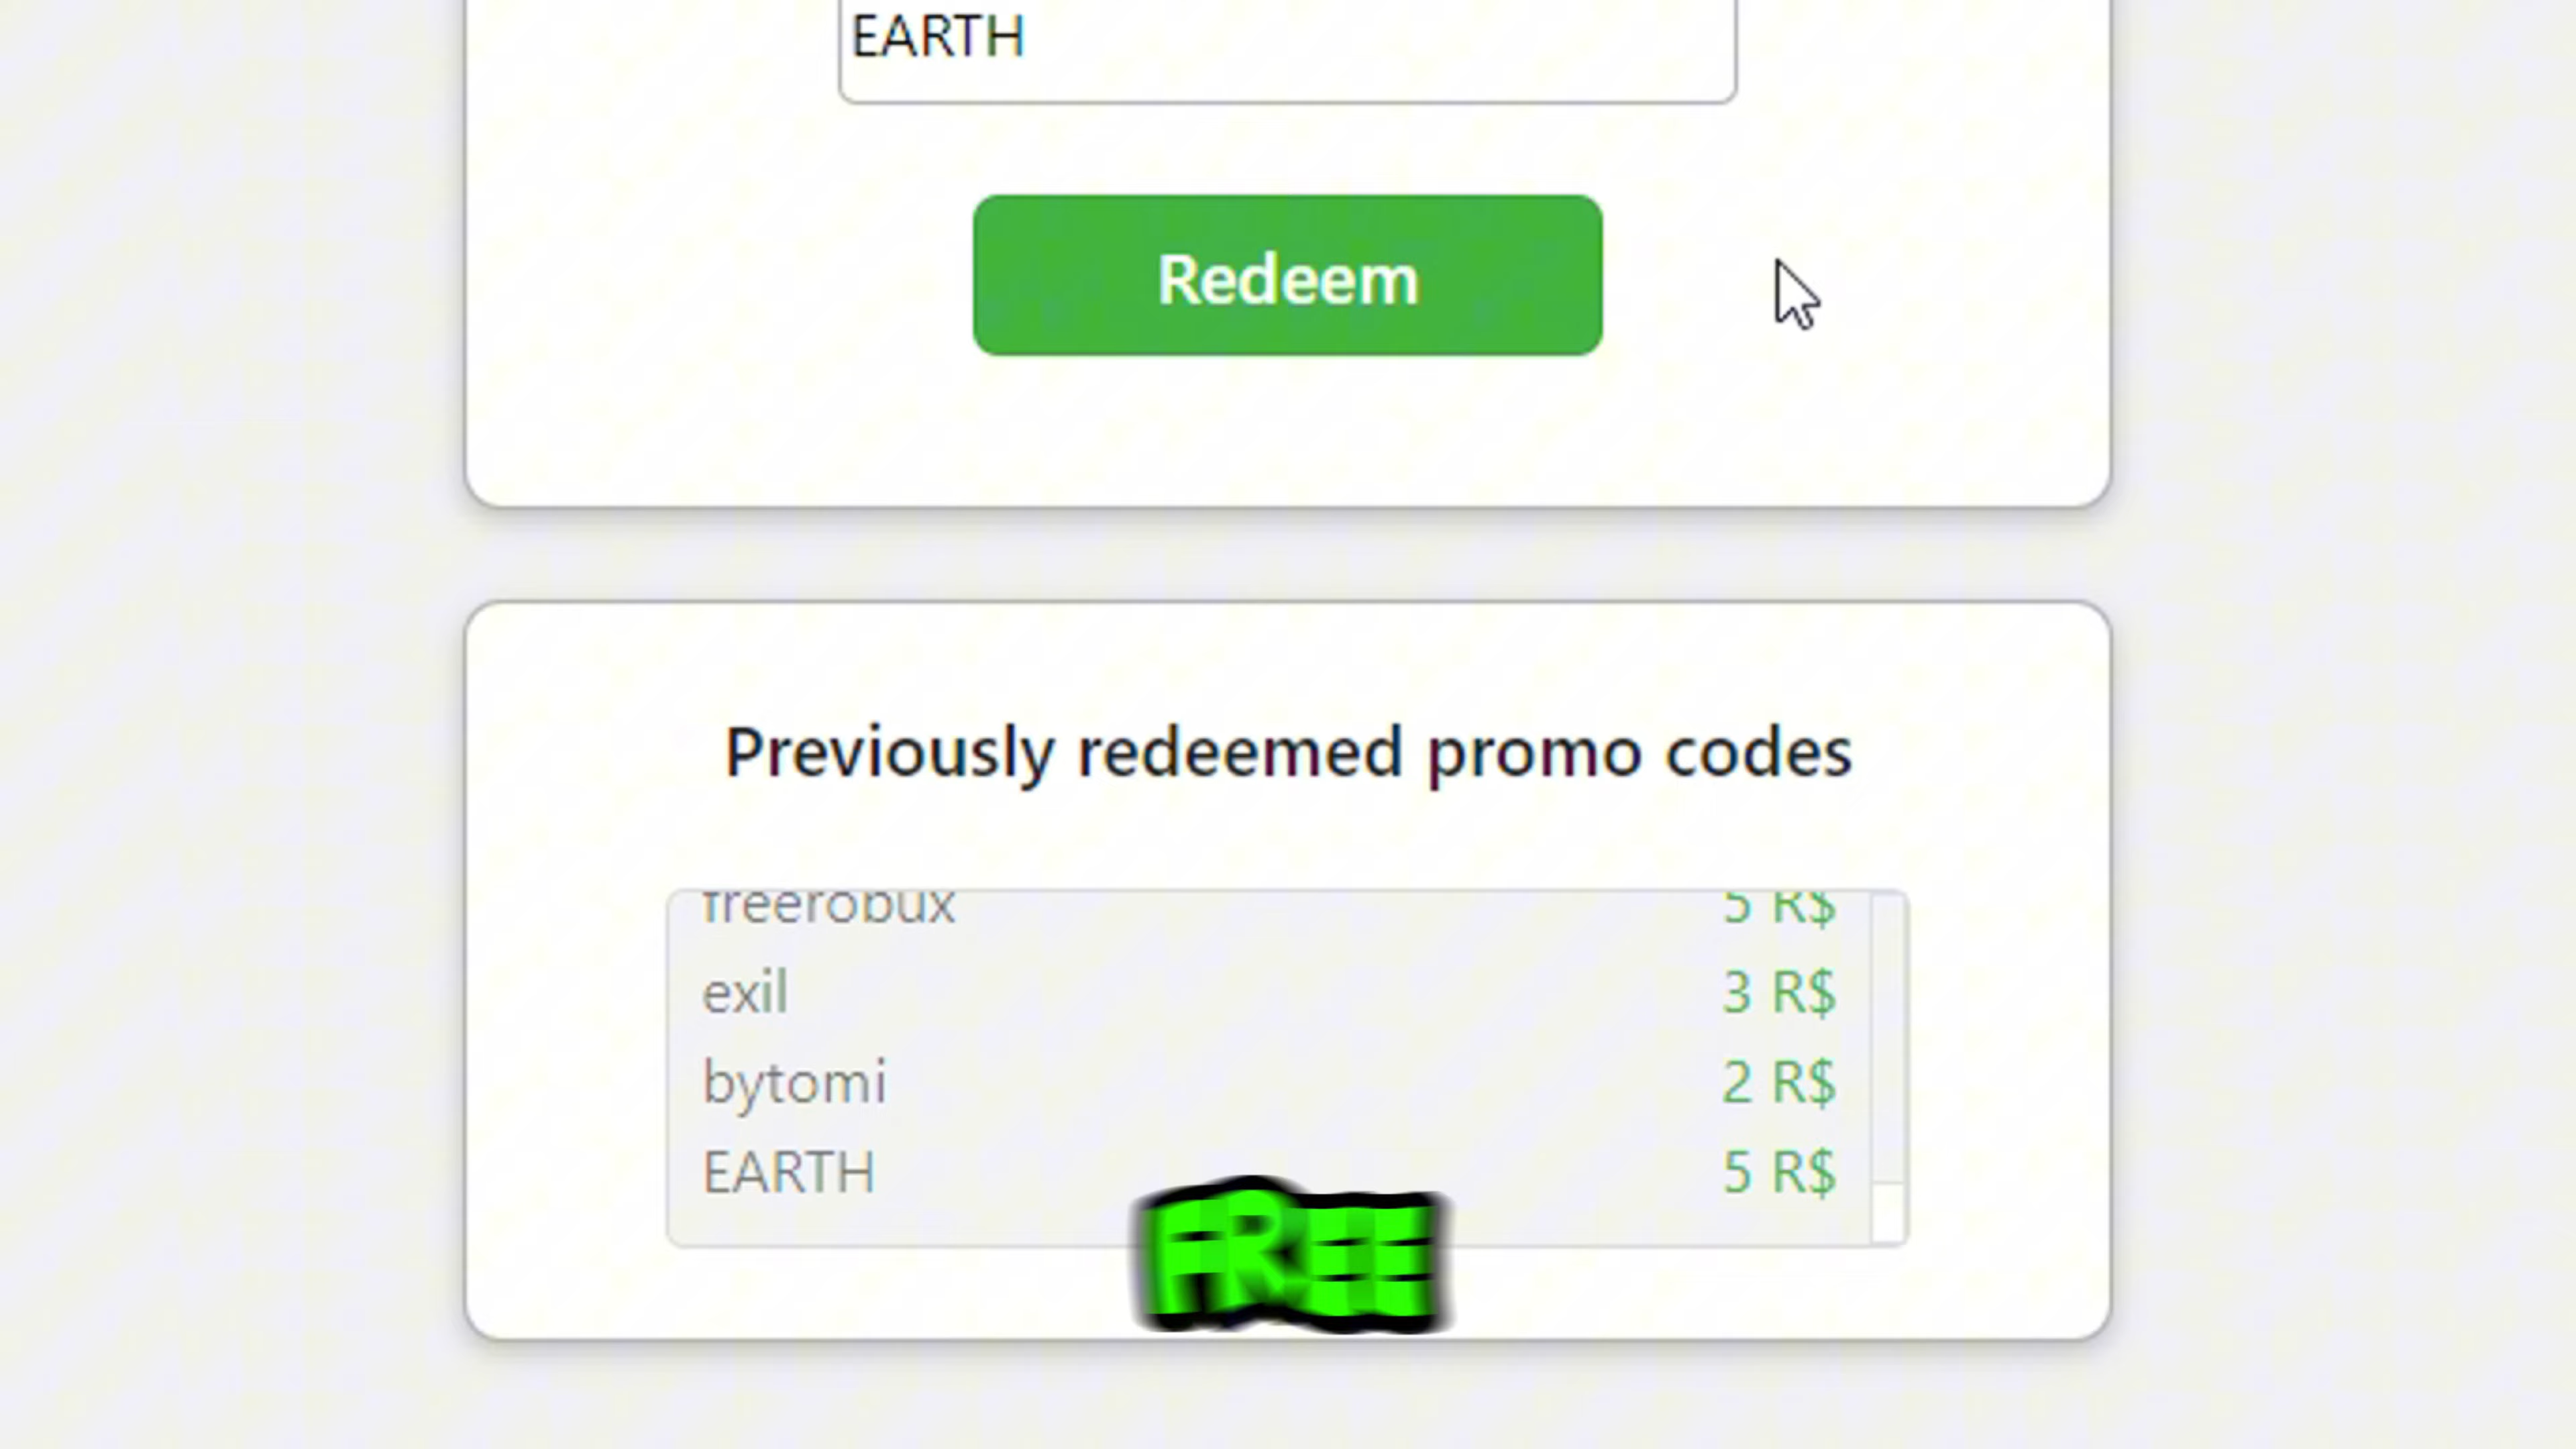 EARTH
Redeem
Previously redeemed promo codes
freerobux 5 R$
exil 3 R$
bytomi 2 R$
EARTH 5 R$
FREE